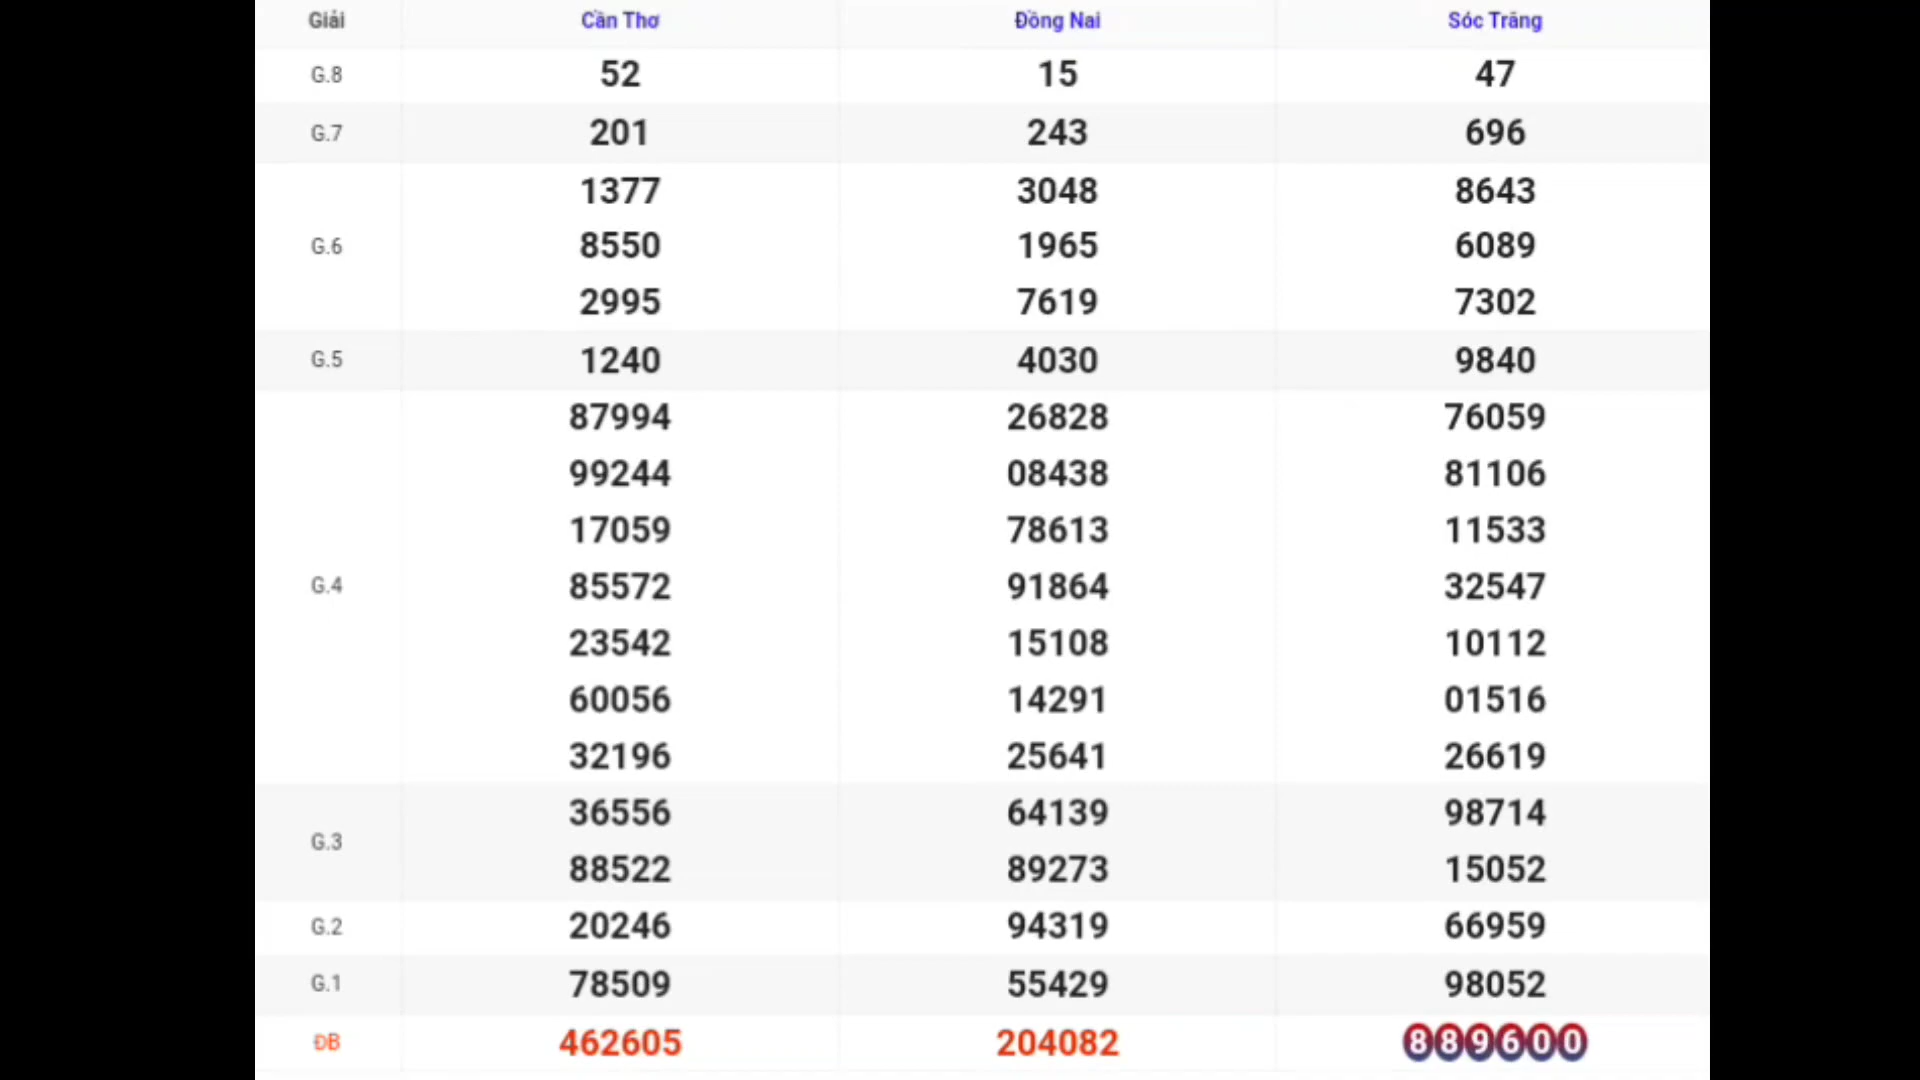 Giải Cần Thơ Đồng Nai Sóc Trăng
G.8 52 15 47
G.7 201 243 696
1377 3048 8643
G.6 8550 1965 6089
2995 7619 7302
G.5 1240 4030 9840
87994 26828 76059
99244 08438 81106
17059 78613 11533
G.4 85572 91864 32547
23542 15108 10112
60056 14291 01516
32196 25641 26619
G.3
36556 64139 98714
88522 89273 15052
G.2 20246 94319 66959
G.1 78509 55429 98052
ĐB 462605 204082 889600